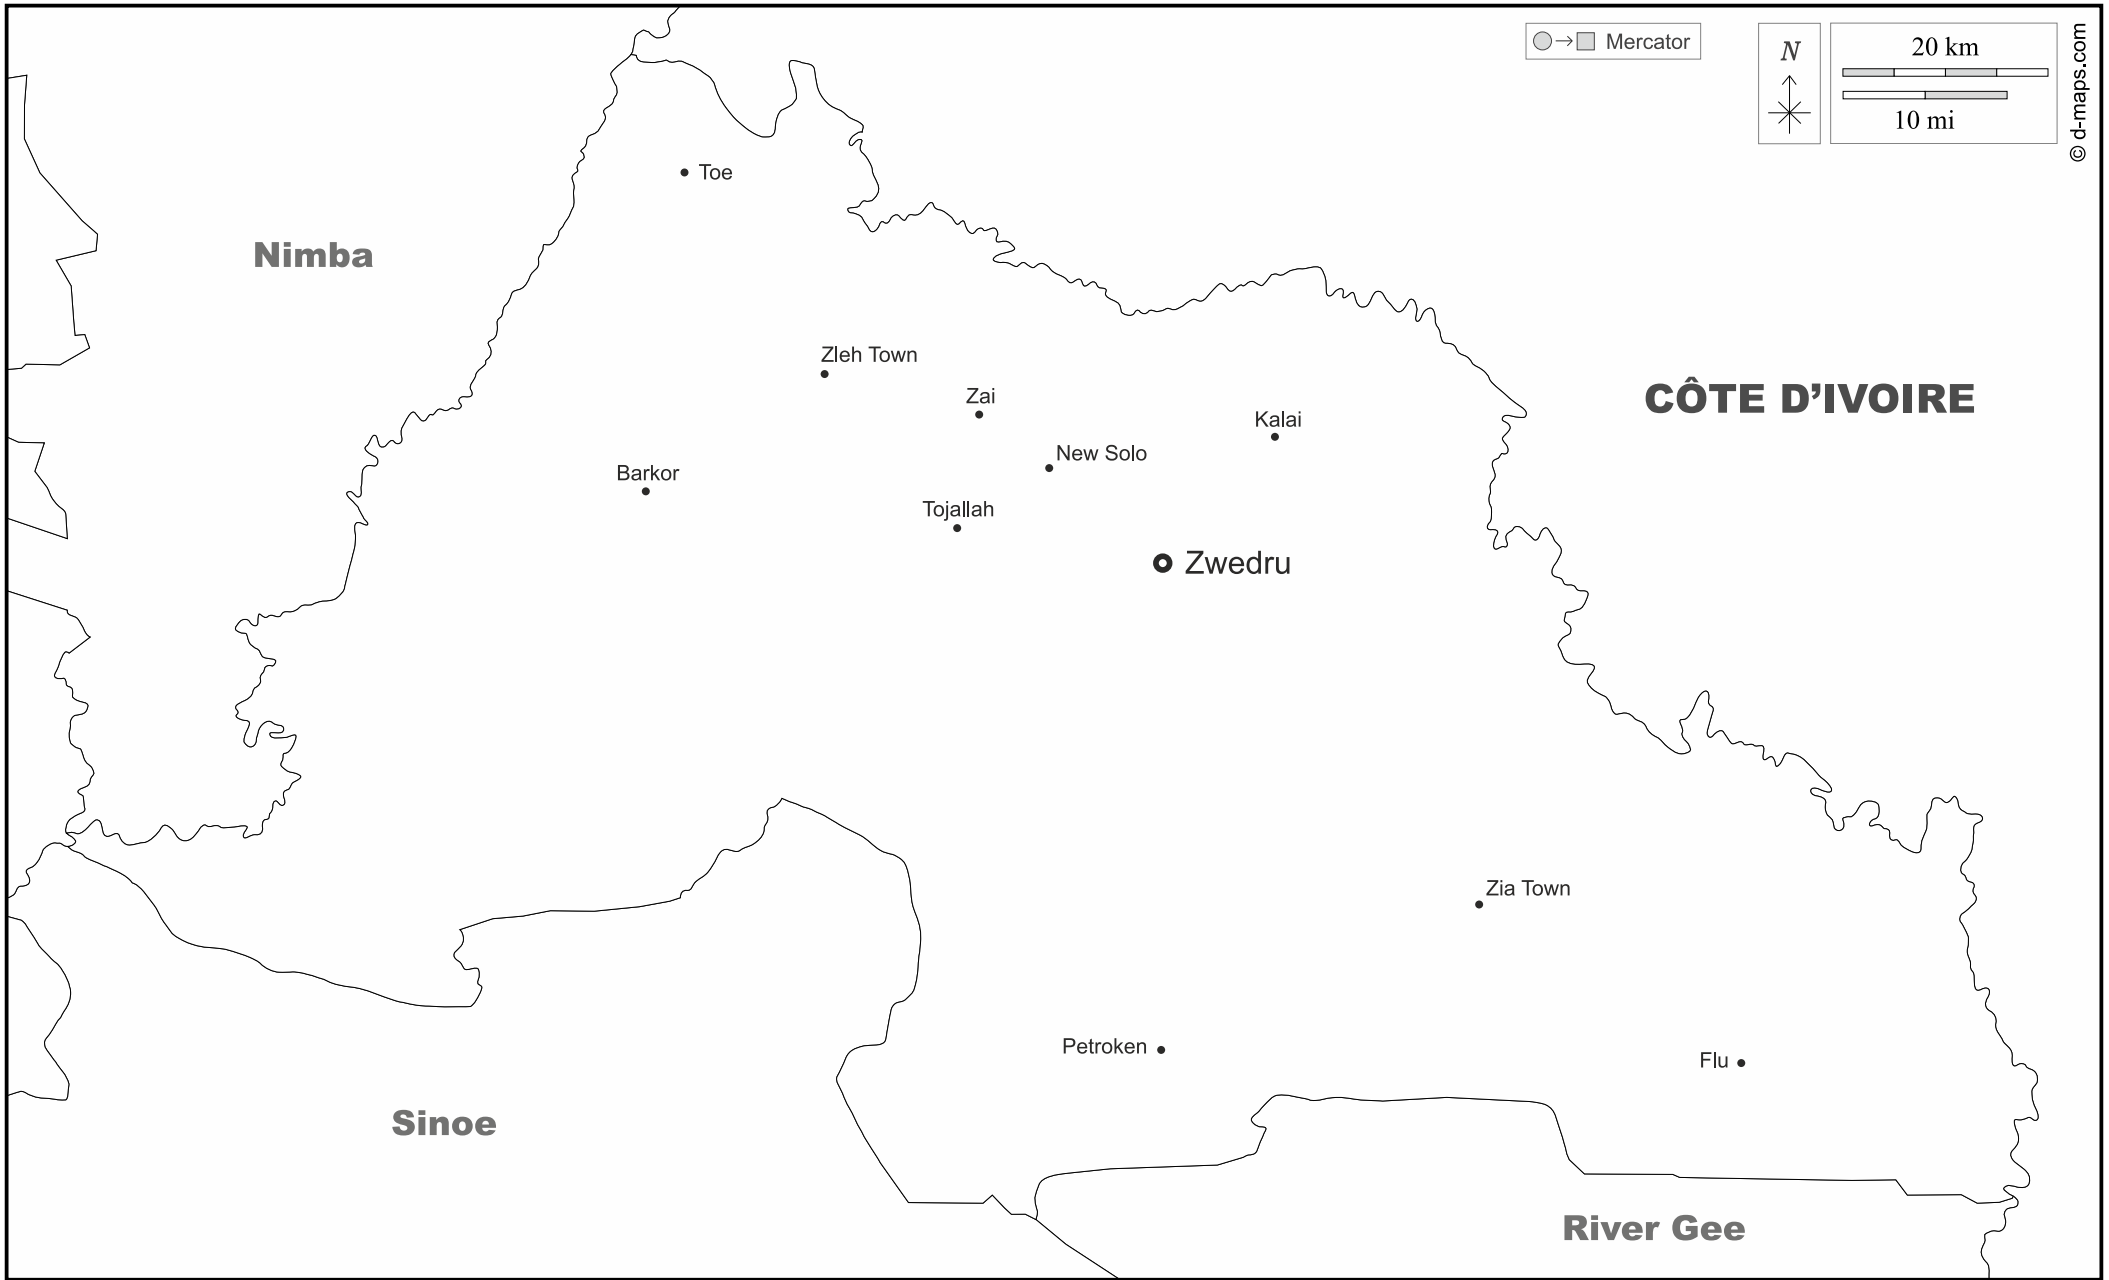 Mercator
N
20 km
10 mi
© d-maps.com
Toe
Nimba
Zleh Town
Zai
CÔTE D’IVOIRE
Kalai
New Solo
Barkor
Tojallah
Zwedru
Zia Town
Petroken
Flu
Sinoe
River Gee